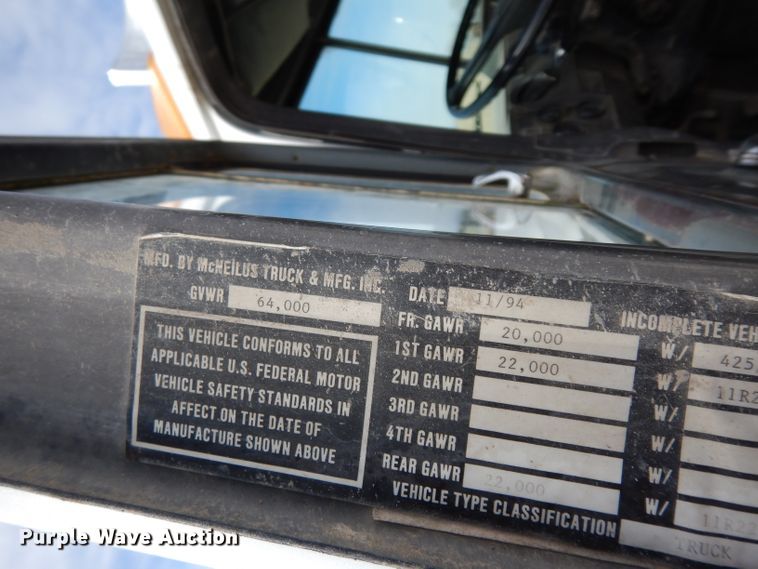 MFD. BY McNEILUS TRUCK & MFG. INC.
GVWR 64,000
THIS VEHICLE CONFORMS TO ALL
APPLICABLE U.S. FEDERAL MOTOR
VEHICLE SAFETY STANDARDS IN
AFFECT ON THE DATE OF
MANUFACTURE SHOWN ABOVE
DATE 11/94 INCOMPLETE VEH
FR. GAWR 20,000 W/ 425
1ST GAWR 22,000 W/ 11R2
2ND GAWR W/
3RD GAWR W/
4TH GAWR W/
REAR GAWR 22,000 W/ 11R22
VEHICLE TYPE CLASSIFICATION TRUCK
Purple Wave Auction